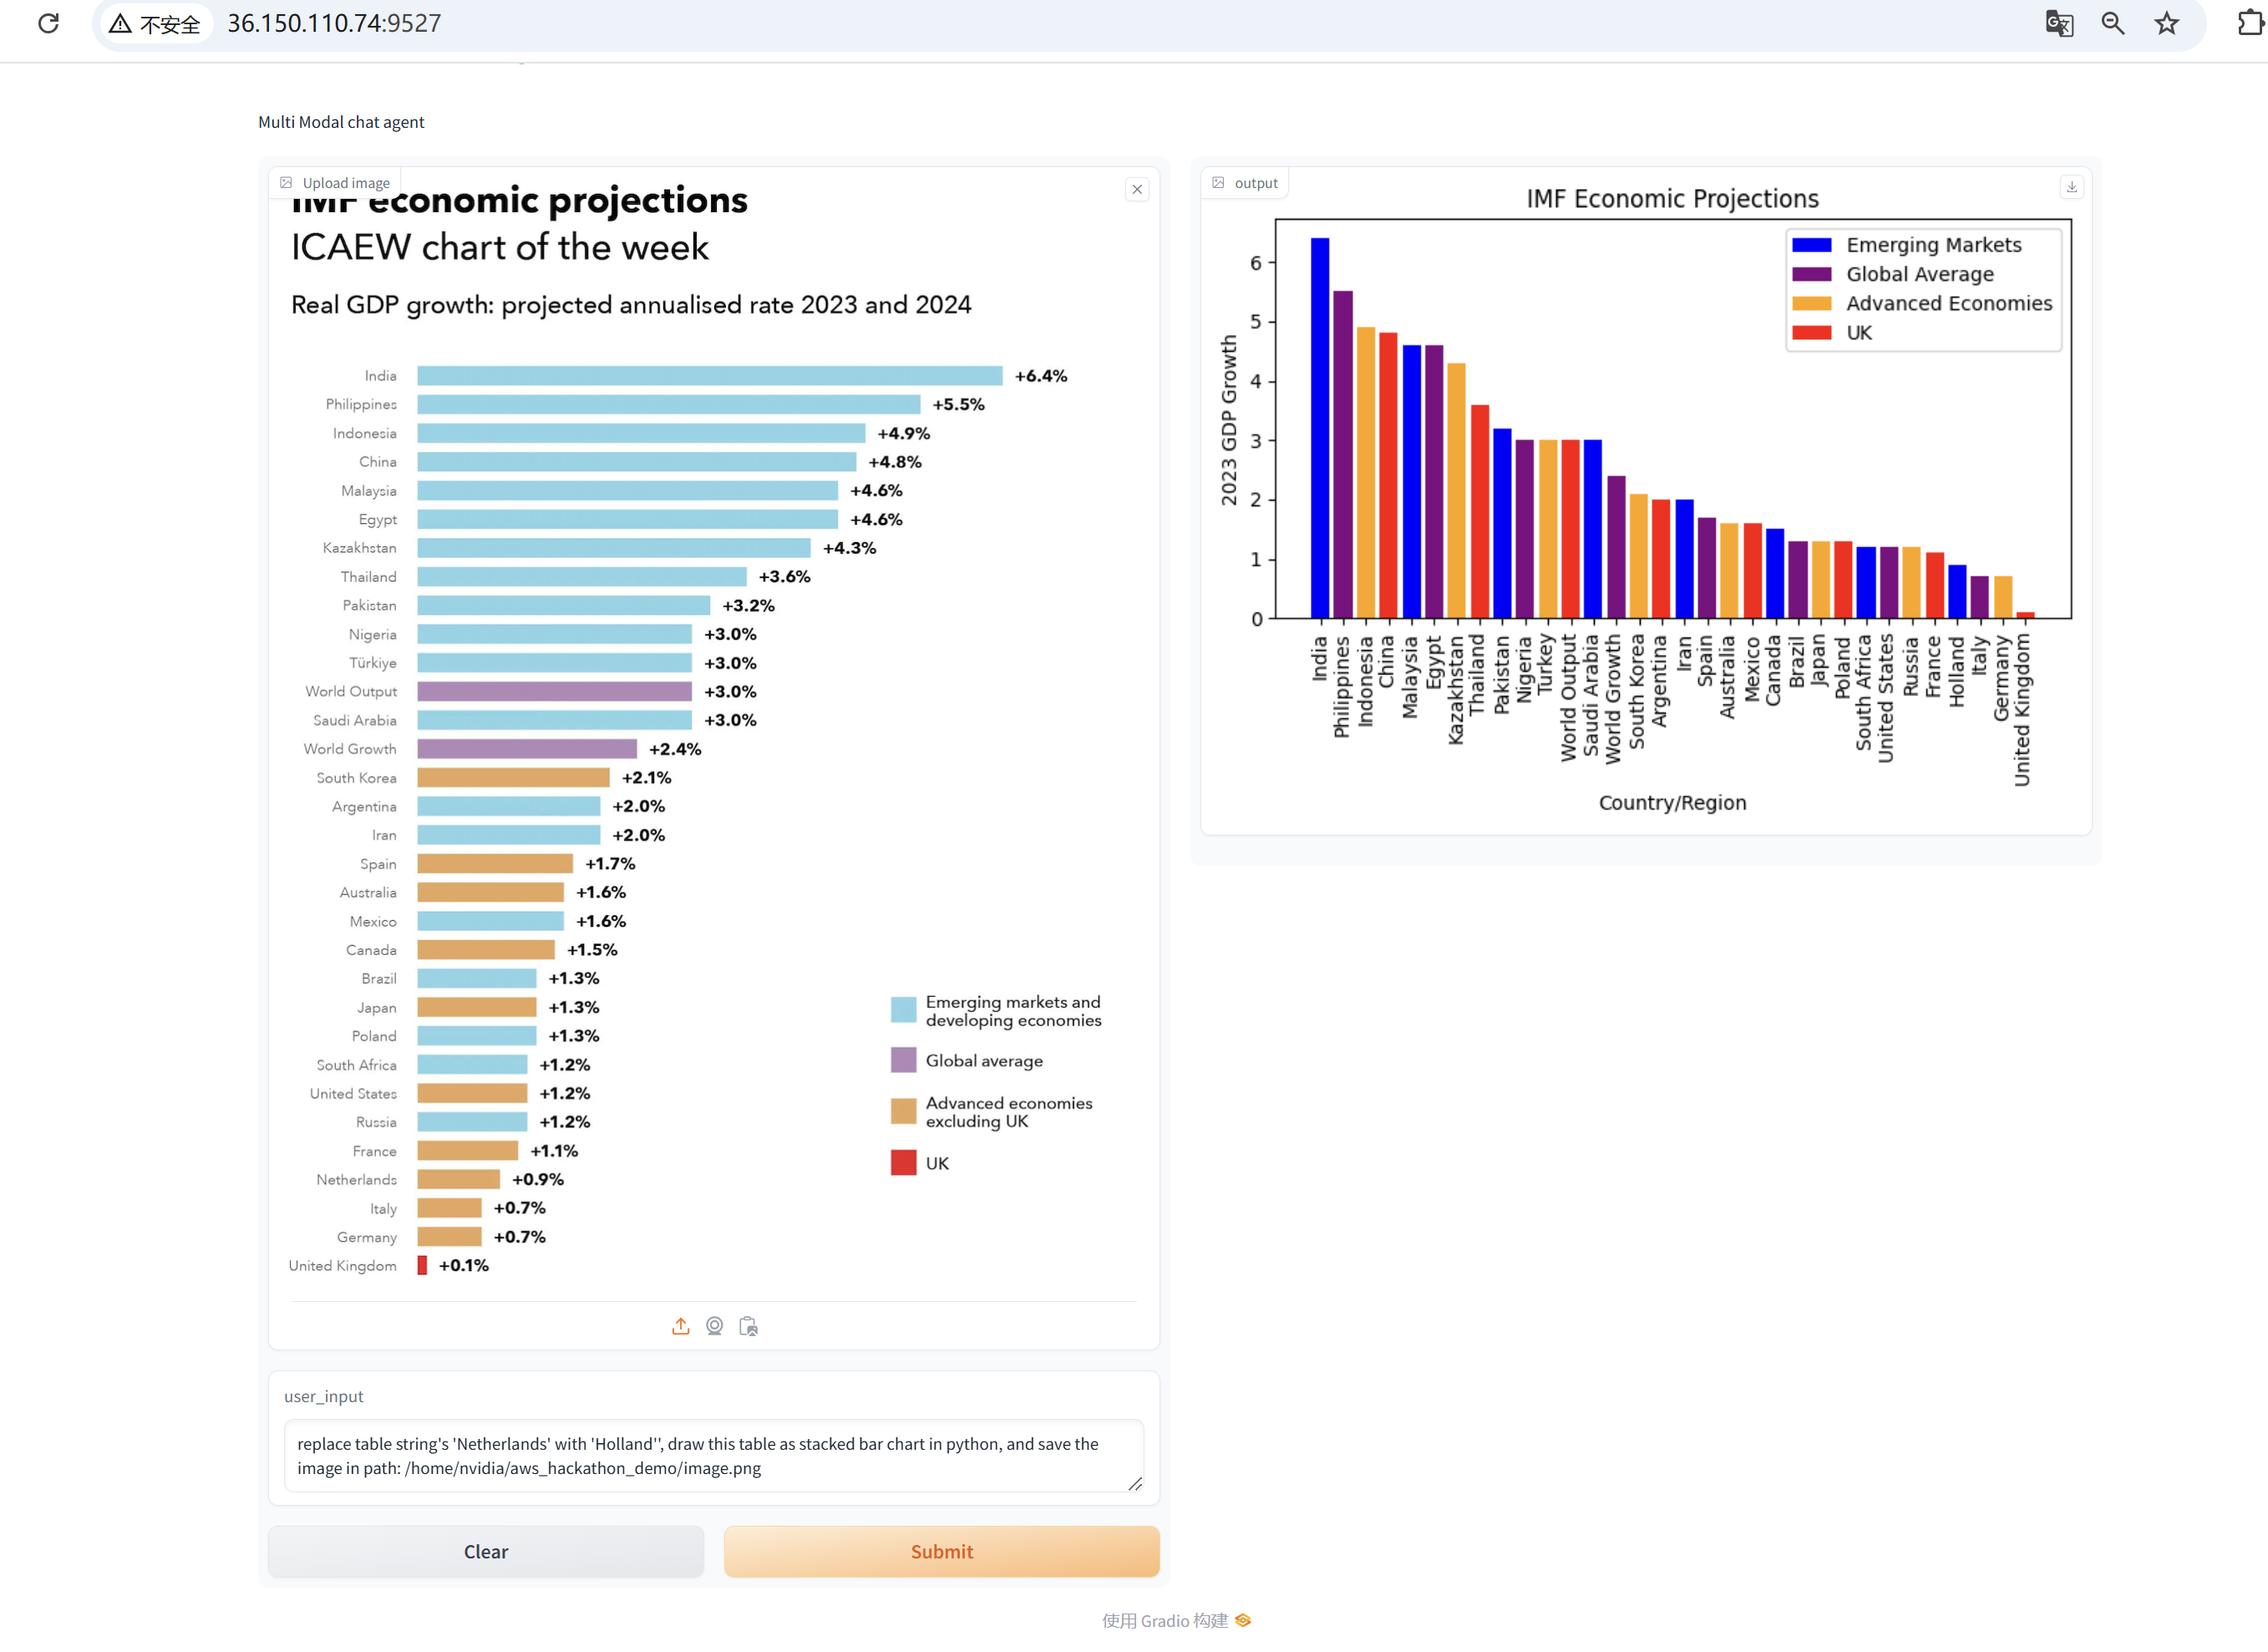 不安全 36.150.110.74:9527
Multi Modal chat agent
Upload image
IMF economic projections
ICAEW chart of the week
Real GDP growth: projected annualised rate 2023 and 2024
India +6.4%
Philippines +5.5%
Indonesia +4.9%
China +4.8%
Malaysia +4.6%
Egypt +4.6%
Kazakhstan +4.3%
Thailand +3.6%
Pakistan +3.2%
Nigeria +3.0%
Türkiye +3.0%
World Output +3.0%
Saudi Arabia +3.0%
World Growth +2.4%
South Korea +2.1%
Argentina +2.0%
Iran +2.0%
Spain +1.7%
Australia +1.6%
Mexico +1.6%
Canada +1.5%
Brazil +1.3%
Japan +1.3%
Poland +1.3%
South Africa +1.2%
United States +1.2%
Russia +1.2%
France +1.1%
Netherlands +0.9%
Italy +0.7%
Germany +0.7%
United Kingdom +0.1%
Emerging markets and
developing economies
Global average
Advanced economies
excluding UK
UK
user_input
replace table string's 'Netherlands' with 'Holland'', draw this table as stacked bar chart in python, and save the
image in path: /home/nvidia/aws_hackathon_demo/image.png
Clear
Submit
output
IMF Economic Projections
Emerging Markets
Global Average
Advanced Economies
UK
2023 GDP Growth
6
5
4
3
2
1
0
India
Philippines
Indonesia
China
Malaysia
Egypt
Kazakhstan
Thailand
Pakistan
Nigeria
Turkey
World Output
Saudi Arabia
World Growth
South Korea
Argentina
Iran
Spain
Australia
Mexico
Canada
Brazil
Japan
Poland
South Africa
United States
Russia
France
Holland
Italy
Germany
United Kingdom
Country/Region
使用 Gradio 构建